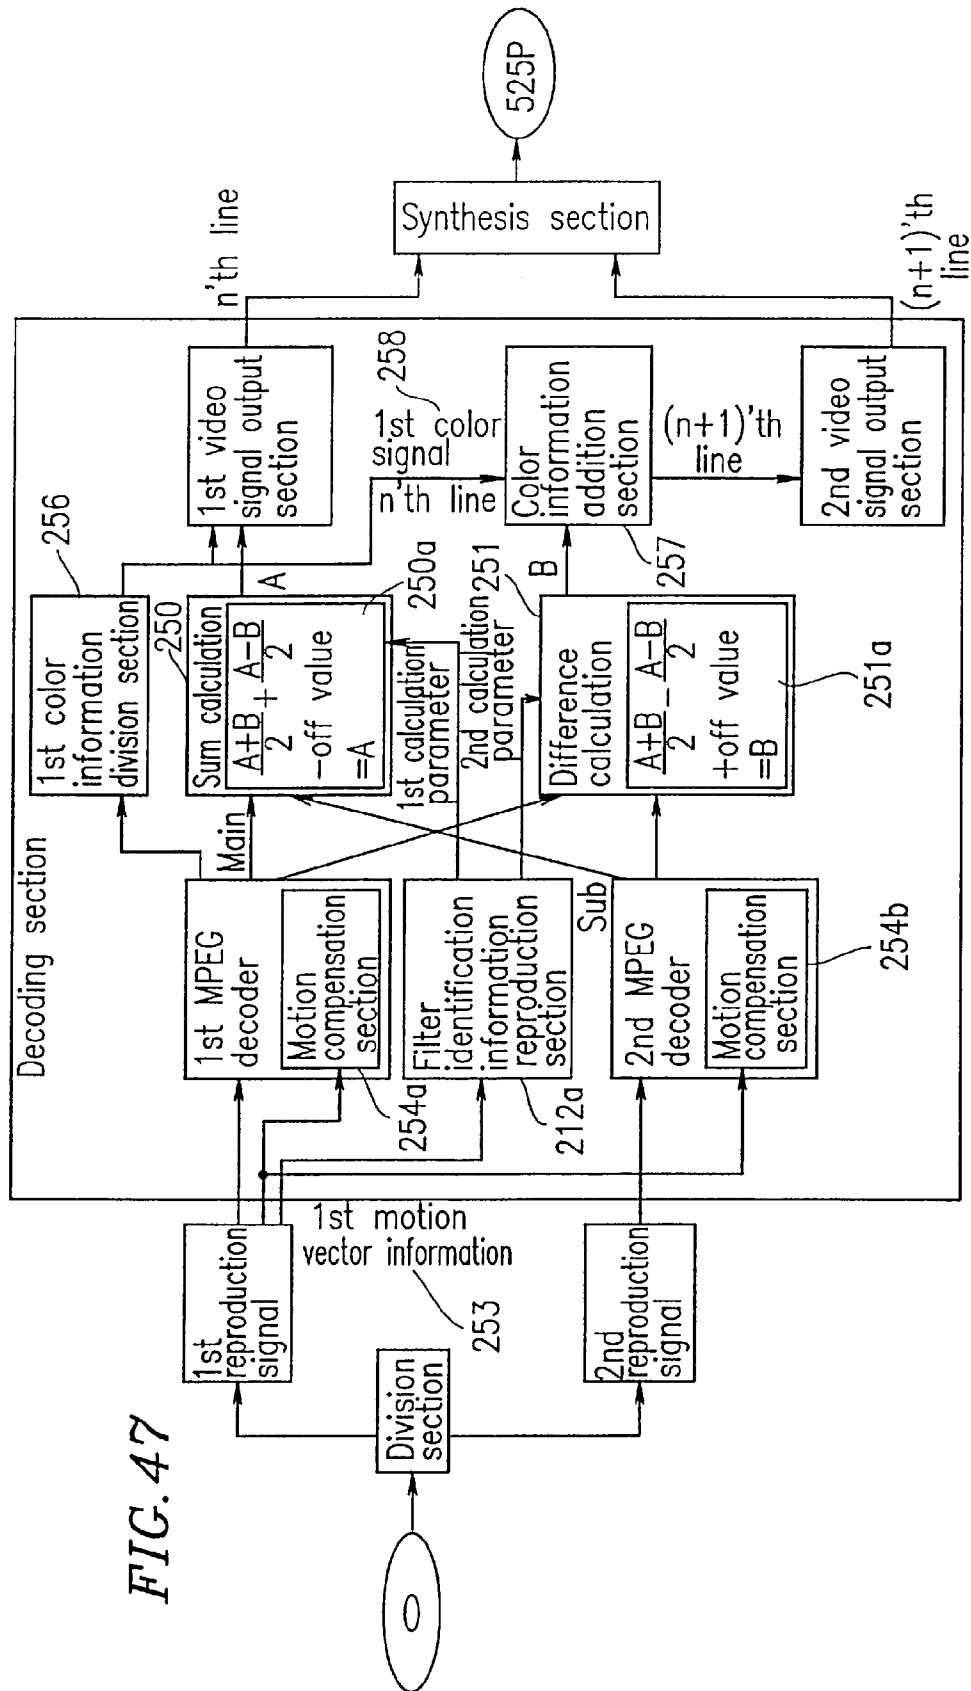 FIG. 47
Division
section
1st
reproduction
signal
2nd
reproduction
signal
1st motion
vector information
253
Decoding section
1st MPEG
decoder
Motion
compensation
section
254a
Filter
identification
information
reproduction
section
212a
2nd MPEG
decoder
Motion
compensation
section
254b
Main
Sub
1st color
information
division section
256
250
Sum calculation
A+B/2 + A−B/2
−off value
=A
250a
1st calculation
parameter
2nd calculation
parameter
251
Difference
calculation
A+B/2 − A−B/2
+off value
=B
251a
A
B
1st video
signal output
section
258
1st color
signal
n'th line
Color
information
addition
section
257
(n+1)'th
line
2nd video
signal output
section
n'th line
(n+1)'th
line
Synthesis section
525P